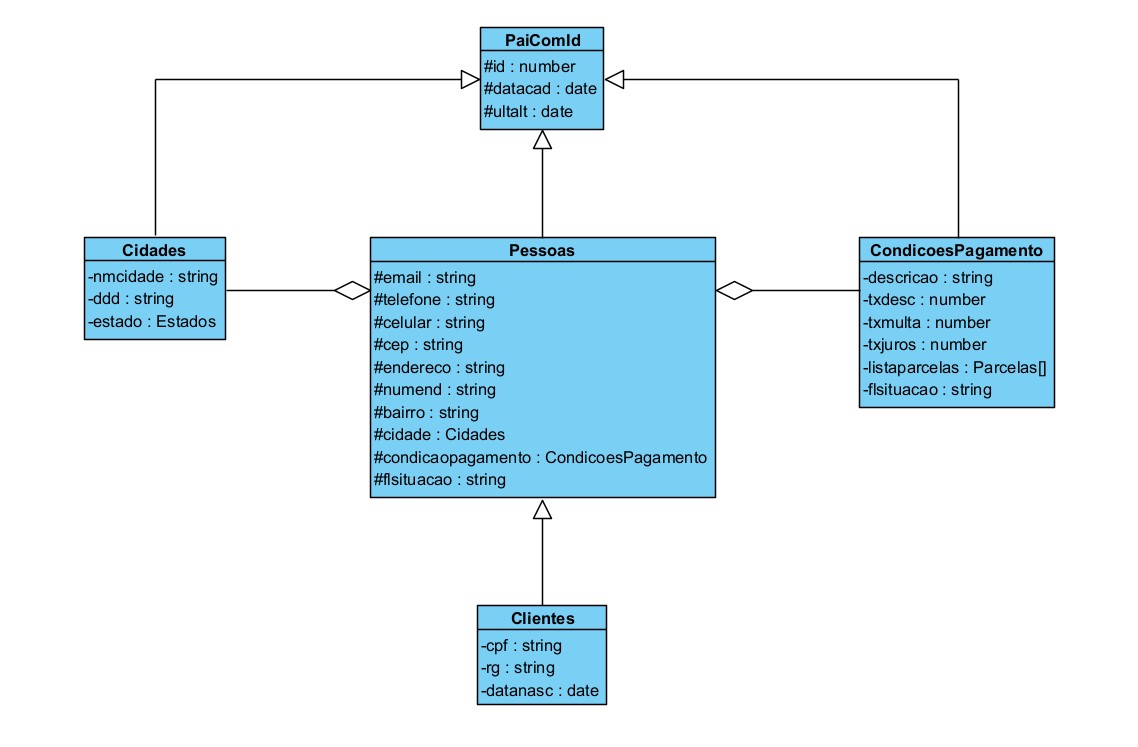 PaiComId
#id : number
#datacad : date
#ultalt : date
Cidades
-nmcidade : string
-ddd : string
-estado : Estados
Pessoas
#email : string
#telefone : string
#celular : string
#cep : string
#endereco : string
#numend : string
#bairro : string
#cidade : Cidades
#condicaopagamento : CondicoesPagamento
#flsituacao : string
CondicoesPagamento
-descricao : string
-txdesc : number
-txmulta : number
-txjuros : number
-listaparcelas : Parcelas[]
-flsituacao : string
Clientes
-cpf : string
-rg : string
-datanasc : date